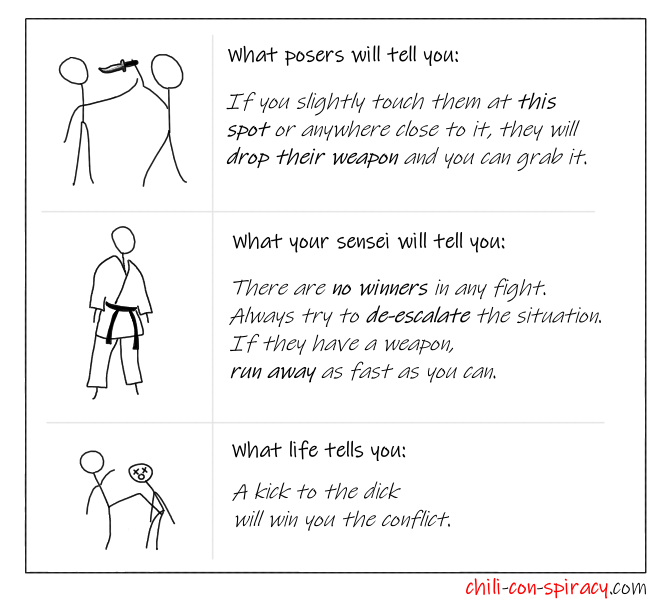 What posers will tell you:
If you slightly touch them at this
spot or anywhere close to it, they will
drop their weapon and you can grab it.
What your sensei will tell you:
There are no winners in any fight.
Always try to de-escalate the situation.
If they have a weapon,
run away as fast as you can.
What life tells you:
A kick to the dick
will win you the conflict.
chili-con-spiracy.com